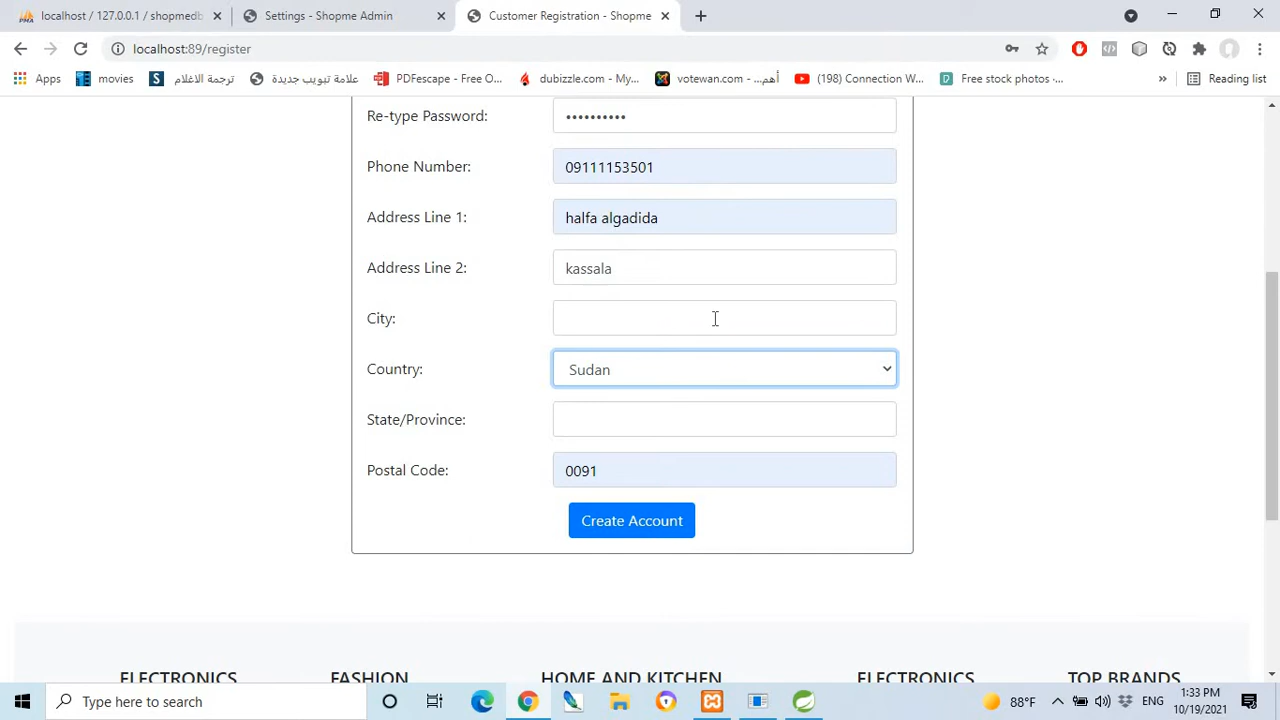 localhost / 127.0.0.1 / shopmedb
Settings - Shopme Admin
Customer Registration - Shopme
localhost:89/register
Apps
movies
ترجمة الافلام
علامة تبويب جديدة
PDFescape - Free O...
dubizzle.com - My...
votewan.com - أهم...
(198) Connection W...
Free stock photos ·...
»
Reading list
Re-type Password:
••••••••••
Phone Number:
09111153501
Address Line 1:
halfa algadida
Address Line 2:
kassala
City:
Country:
Sudan
State/Province:
Postal Code:
0091
Create Account
ELECTRONICS
FASHION
HOME AND KITCHEN
ELECTRONICS
TOP BRANDS
Type here to search
88°F
ENG
1:33 PM
10/19/2021